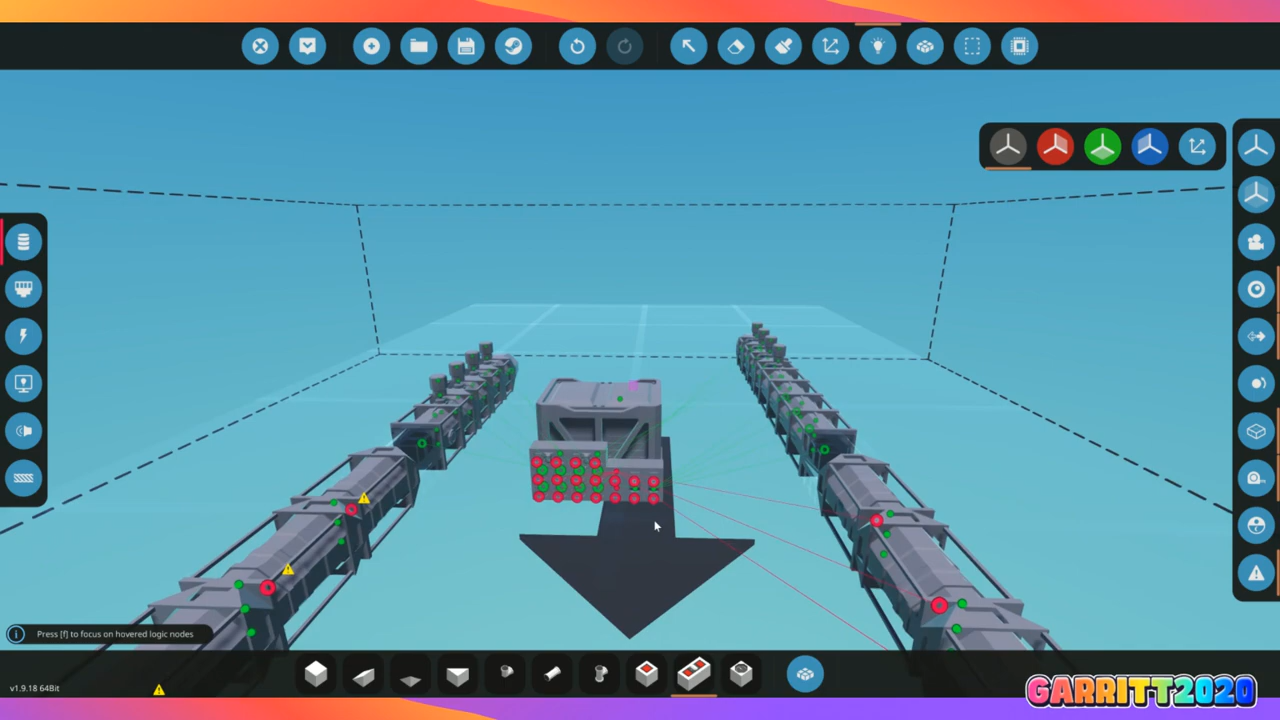 Press [f] to focus on hovered logic nodes
v1.9.18 64Bit
GARRITT2020